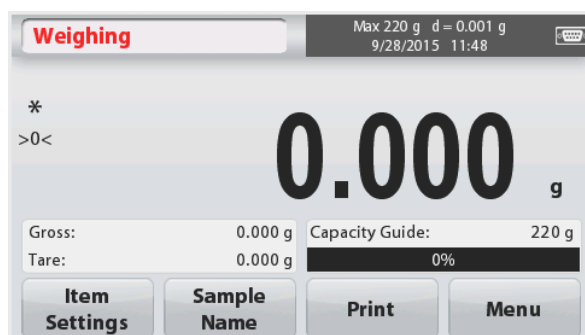 Weighing
Max 220 g d = 0.001 g
9/28/2015 11:48
*
>0<
0.000 g
Gross: 0.000 g
Tare: 0.000 g
Capacity Guide: 220 g
0%
Item Settings
Sample Name
Print
Menu